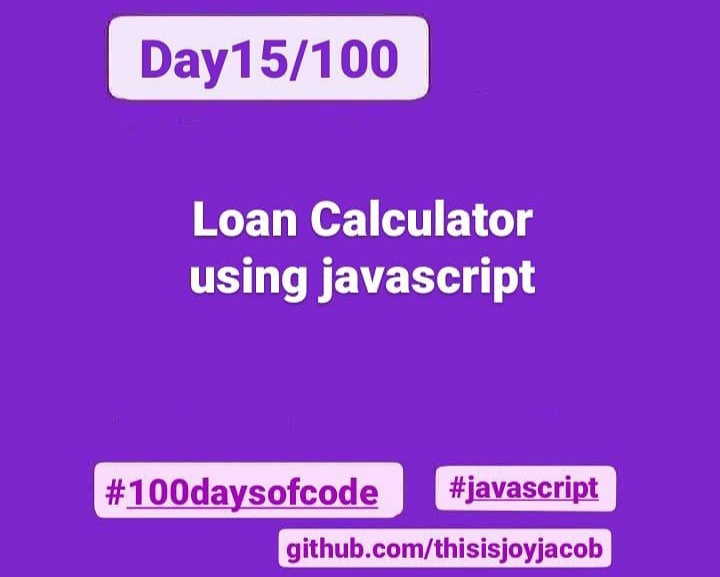 Day15/100
Loan Calculator
using javascript
#100daysofcode
#javascript
github.com/thisisjoyjacob